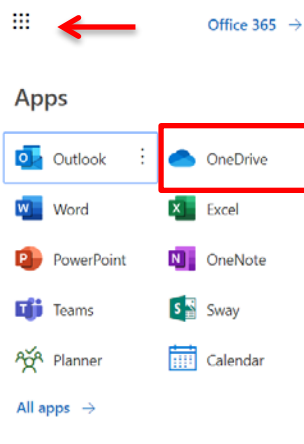 Office 365 →
Apps
Outlook OneDrive
Word Excel
PowerPoint OneNote
Teams Sway
Planner Calendar
All apps →